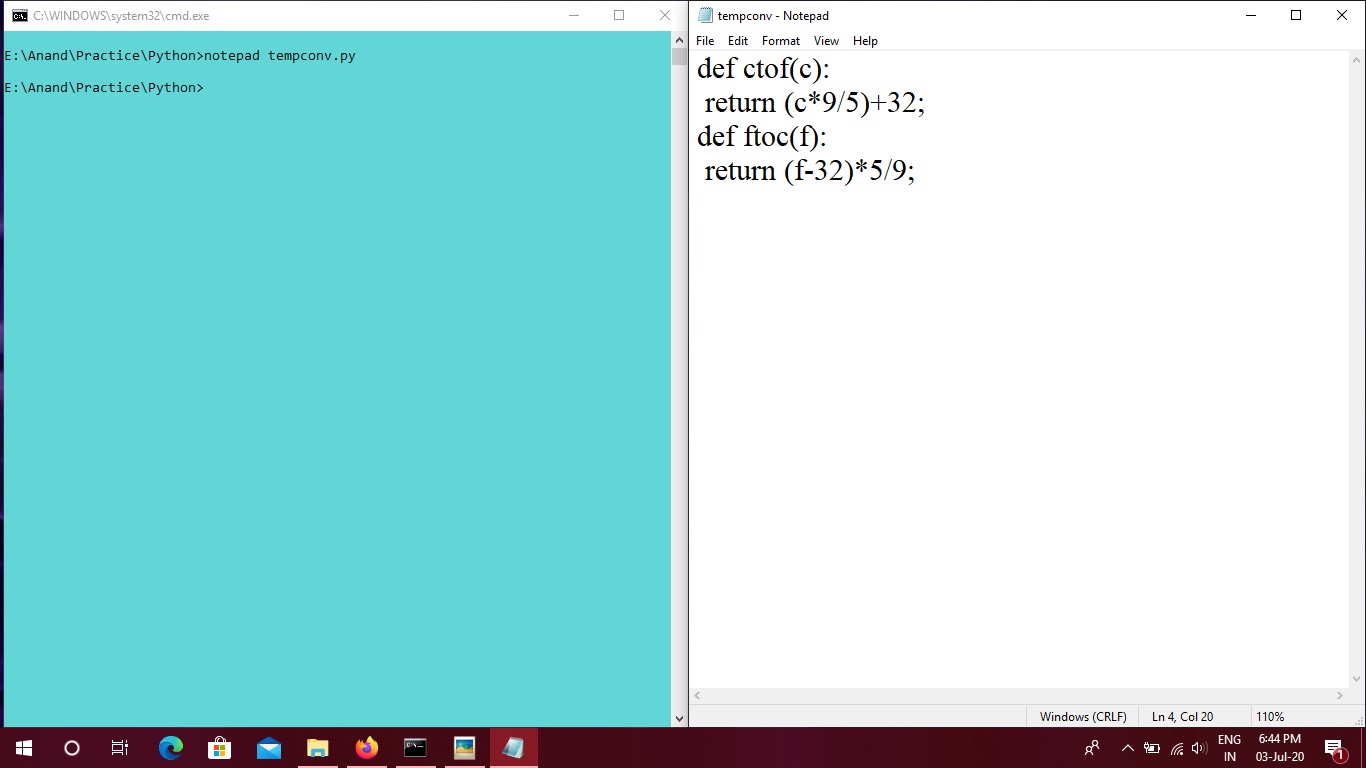 C:\WINDOWS\system32\cmd.exe
E:\Anand\Practice\Python>notepad tempconv.py
E:\Anand\Practice\Python>
tempconv - Notepad
File Edit Format View Help
def ctof(c):
 return (c*9/5)+32;
def ftoc(f):
 return (f-32)*5/9;
Windows (CRLF) Ln 4, Col 20 110%
ENG
IN
6:44 PM
03-Jul-20
1